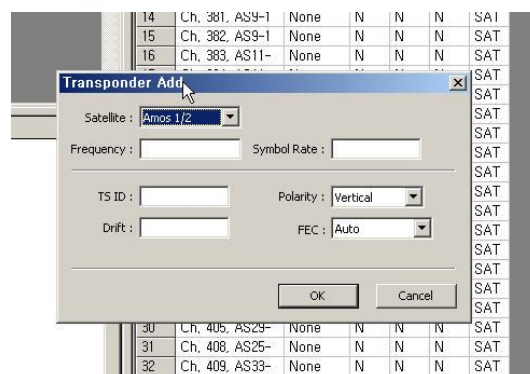 14 Ch, 381, AS9-1 None N N N SAT
15 Ch, 382, AS9-1 None N N N SAT
16 Ch, 383, AS11- None N N N SAT
SAT
Transponder Add
SAT
SAT
Satellite : Amos 1/2
SAT
Frequency : Symbol Rate :
SAT
SAT
SAT
TS ID : Polarity : Vertical
SAT
SAT
Drift : FEC : Auto
SAT
SAT
SAT
OK Cancel
SAT
SAT
30 Ch, 405, AS29- None N N N SAT
31 Ch, 408, AS25- None N N N SAT
32 Ch, 409, AS33- None N N N SAT